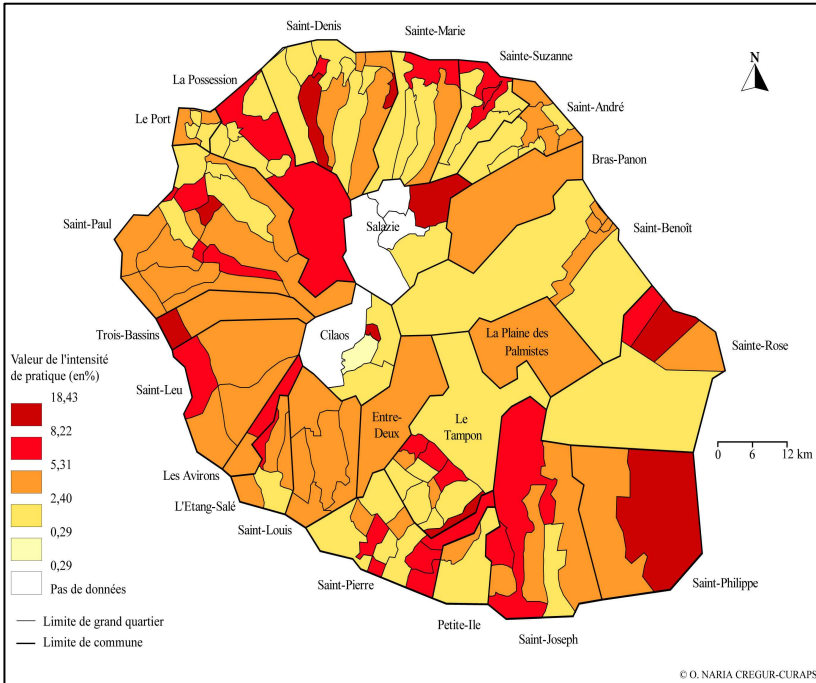 Saint-Denis
Sainte-Marie
Sainte-Suzanne
N
La Possession
Le Port
Saint-André
Bras-Panon
Saint-Paul
Salazie
Saint-Benoît
Trois-Bassins
Cilaos
La Plaine des
Palmistes
Sainte-Rose
Valeur de l'intensité
de pratique (en%)
18,43
8,22
5,31
2,40
0,29
0,29
Pas de données
Limite de grand quartier
Limite de commune
Saint-Leu
Entre-
Deux
Le
Tampon
0 6 12 km
Les Avirons
L'Etang-Salé
Saint-Louis
Saint-Pierre
Petite-Ile
Saint-Joseph
Saint-Philippe
© O. NARIA CREGUR-CURAPS